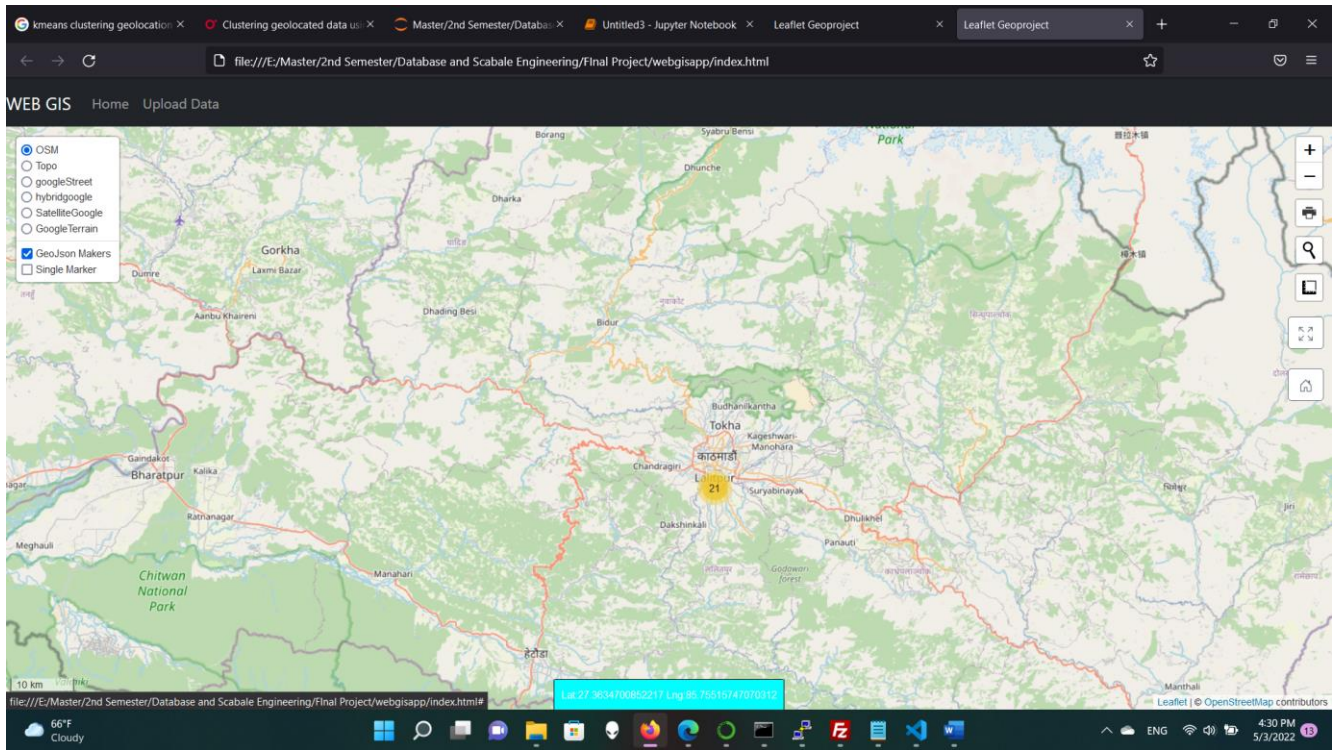 kmeans clustering geolocation
Clustering geolocated data us
Master/2nd Semester/Databas
Untitled3 - Jupyter Notebook
Leaflet Geoproject
Leaflet Geoproject
file:///E:/Master/2nd Semester/Database and Scabale Engineering/FInal Project/webgisapp/index.html
WEB GIS Home Upload Data
OSM
Topo
googleStreet
hybridgoogle
SatelliteGoogle
GoogleTerrain
GeoJson Makers
Single Marker
Borang
Syabru Bensi
Park
Dhunche
Dharka
Gorkha
Laxmi Bazar
Dumre
Aanbu Khaireni
Dhading Besi
Bidur
Budhanilkantha
Tokha
Kageshwari-
Manohara
काठमाडौं
Chandragiri
21
Suryabinayak
Gaindakot
Bharatpur
Kalika
Ratnanagar
Dakshinkali
Dhulikhel
Panauti
Jiri
Meghauli
Manahari
Godawari
forest
Chitwan
National
Park
हेटौंडा
Manthali
10 km
file:///E:/Master/2nd Semester/Database and Scabale Engineering/FInal Project/webgisapp/index.html#
Lat:27.3634700852217 Lng:85.75515747070312
Leaflet | © OpenStreetMap contributors
66°F
Cloudy
ENG
4:30 PM
5/3/2022
13